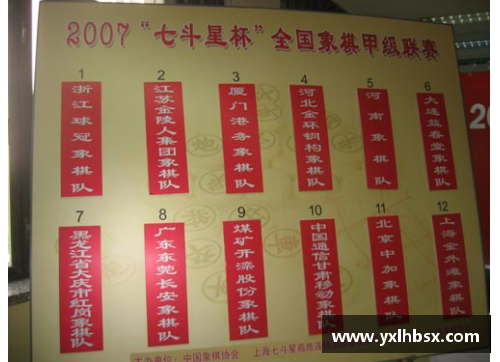 2007“七斗星杯”全国象棋甲级联赛
1
浙江球冠象棋队
2
江苏金陵人集团象棋队
3
厦门港务象棋队
4
河北金环钢构象棋队
5
河南象棋队
6
大连益春堂象棋队
7
黑龙江省大庆市红岗象棋队
8
广东东莞长安象棋队
9
煤矿开滦股份象棋队
10
中国通信甘肃移动象棋队
11
北京中加象棋队
12
上海金外滩象棋队
主办单位：中国象棋协会 上海七斗星商旅
20
www.yxlhbsx.com